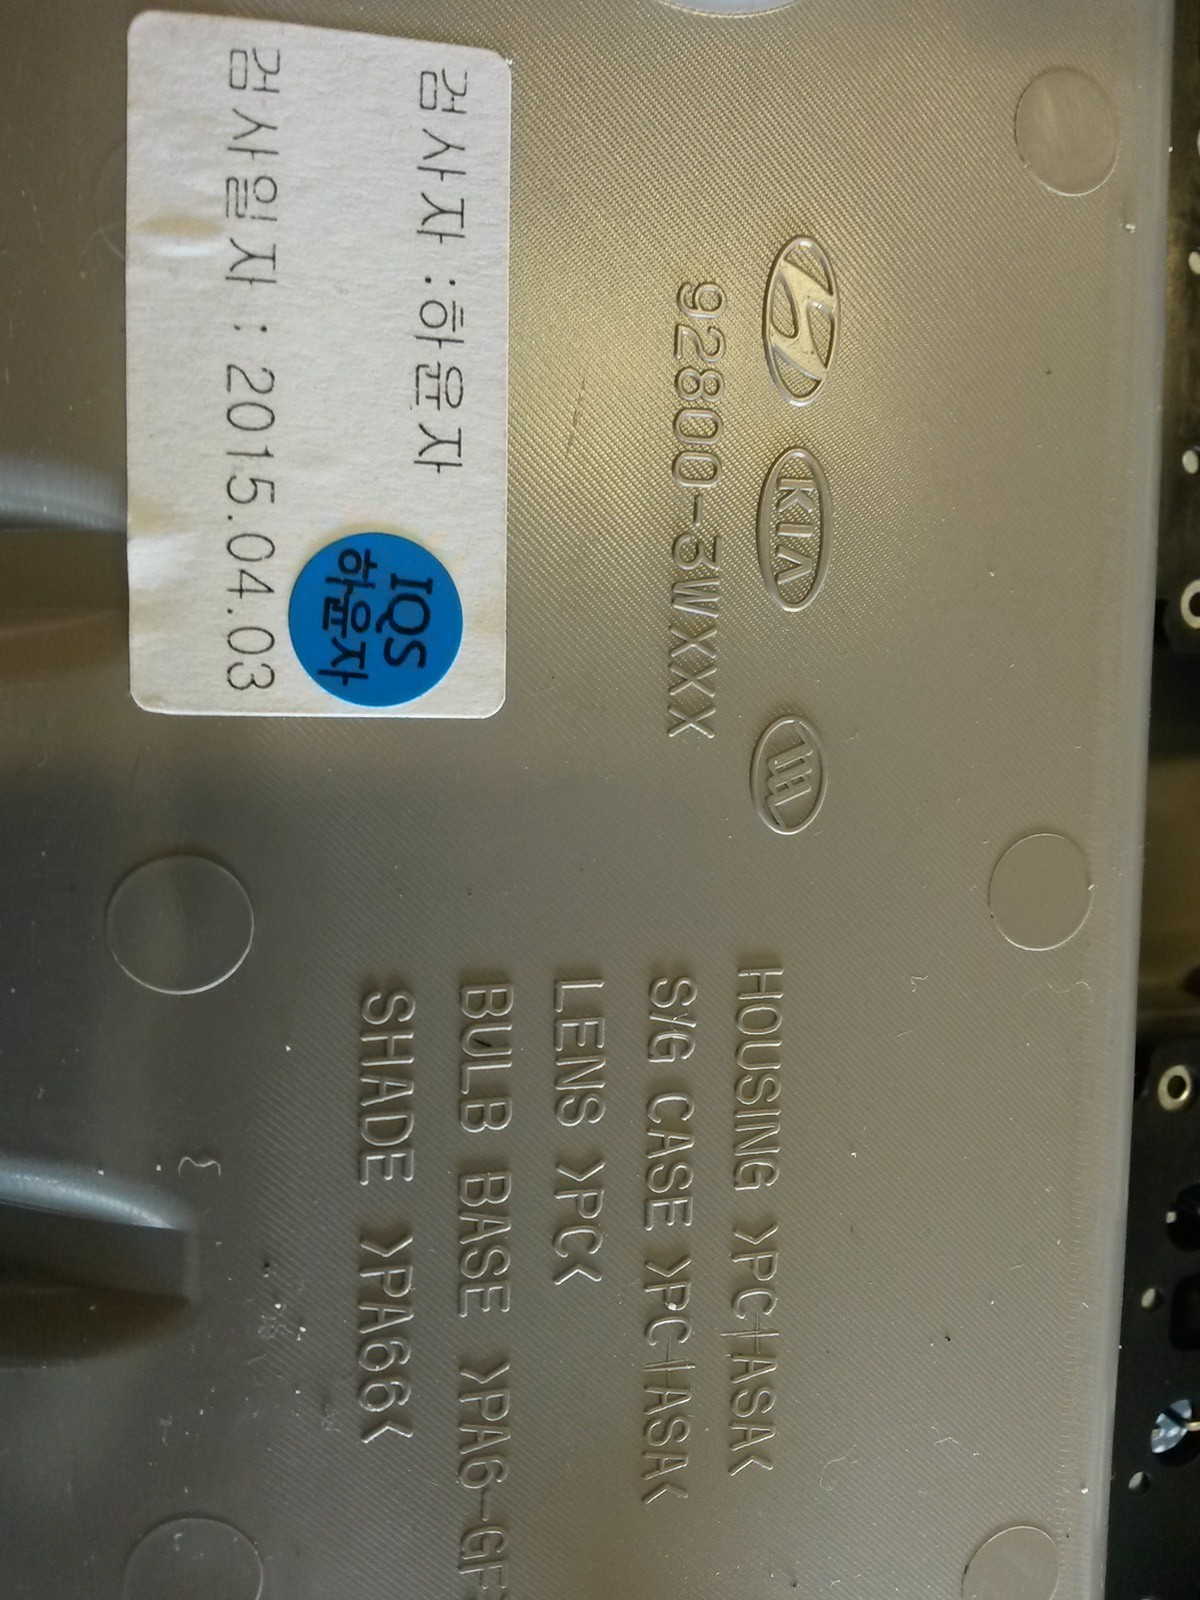 KIA
92800-3WXXX
HOUSING >PC+ASA<
S/G CASE >PC+ASA<
LENS >PC<
BULB BASE >PA6-GF
SHADE >PA66<
검사자 :하윤자
검사일자 : 2015.04.03
IQS
하윤자